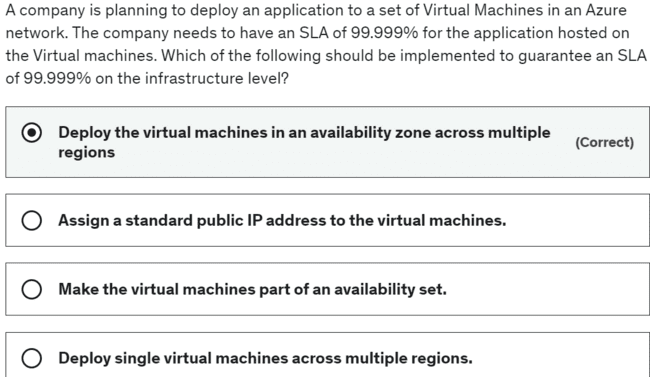 A company is planning to deploy an application to a set of Virtual Machines in an Azure
network. The company needs to have an SLA of 99.999% for the application hosted on
the Virtual machines. Which of the following should be implemented to guarantee an SLA
of 99.999% on the infrastructure level?
Deploy the virtual machines in an availability zone across multiple
regions
(Correct)
Assign a standard public IP address to the virtual machines.
Make the virtual machines part of an availability set.
Deploy single virtual machines across multiple regions.